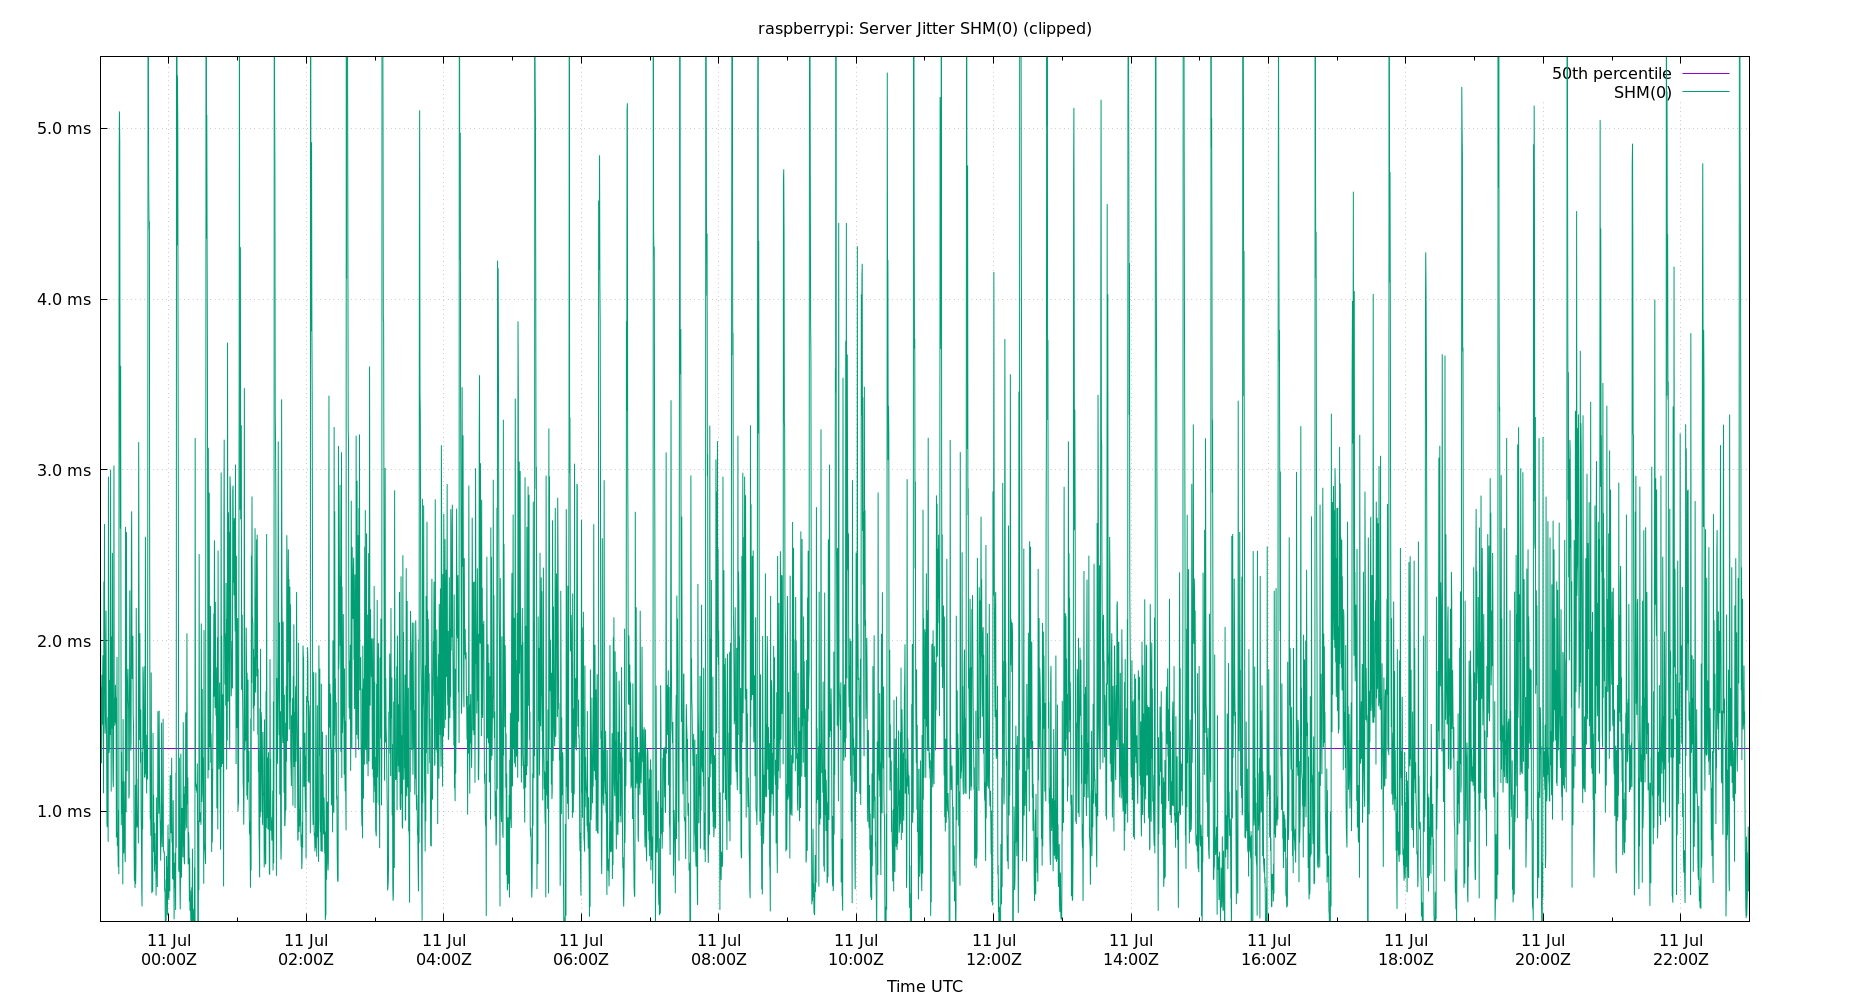 raspberrypi: Server Jitter SHM(0) (clipped)
50th percentile
SHM(0)
5.0 ms
4.0 ms
3.0 ms
2.0 ms
1.0 ms
11 Jul 11 Jul 11 Jul 11 Jul 11 Jul 11 Jul 11 Jul 11 Jul 11 Jul 11 Jul 11 Jul 11 Jul
00:00Z 02:00Z 04:00Z 06:00Z 08:00Z 10:00Z 12:00Z 14:00Z 16:00Z 18:00Z 20:00Z 22:00Z
Time UTC